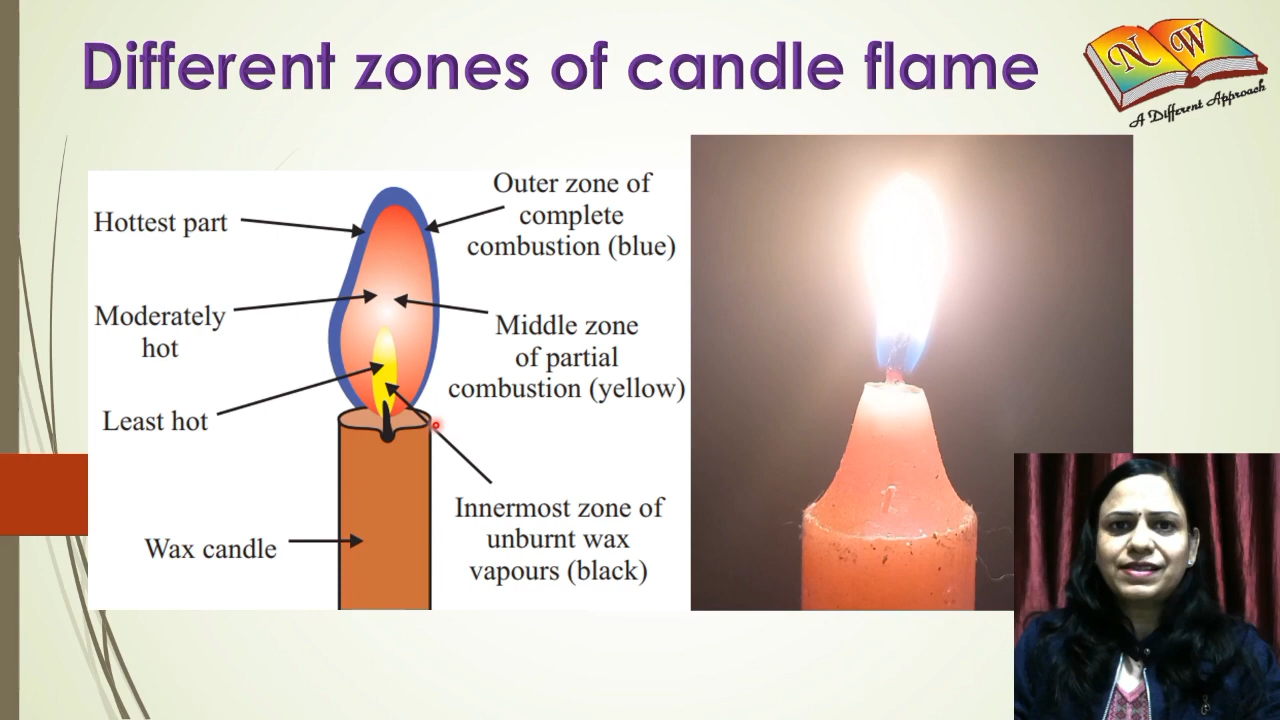 Different zones of candle flame
N W
A Different Approach
Hottest part
Outer zone of
complete
combustion (blue)
Moderately
hot
Middle zone
of partial
combustion (yellow)
Least hot
Innermost zone of
unburnt wax
vapours (black)
Wax candle